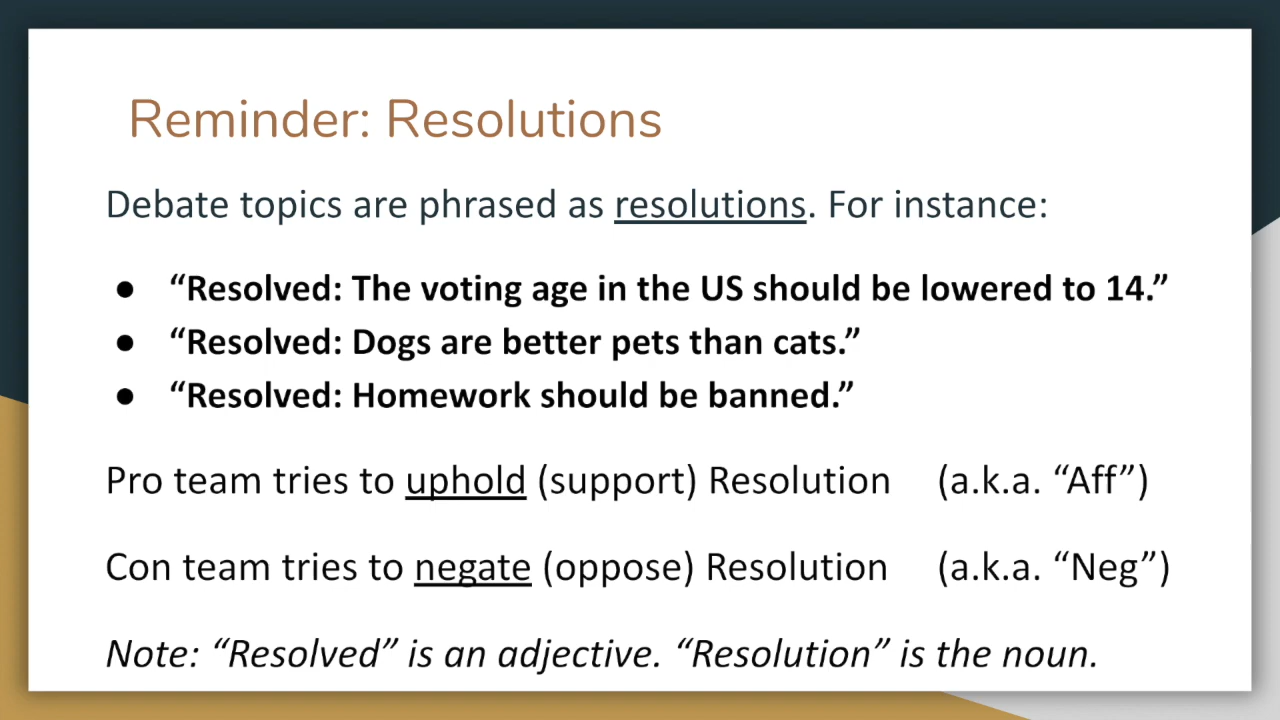 Reminder: Resolutions
Debate topics are phrased as resolutions. For instance:
● “Resolved: The voting age in the US should be lowered to 14.”
● “Resolved: Dogs are better pets than cats.”
● “Resolved: Homework should be banned.”
Pro team tries to uphold (support) Resolution (a.k.a. “Aff”)
Con team tries to negate (oppose) Resolution (a.k.a. “Neg”)
Note: “Resolved” is an adjective. “Resolution” is the noun.